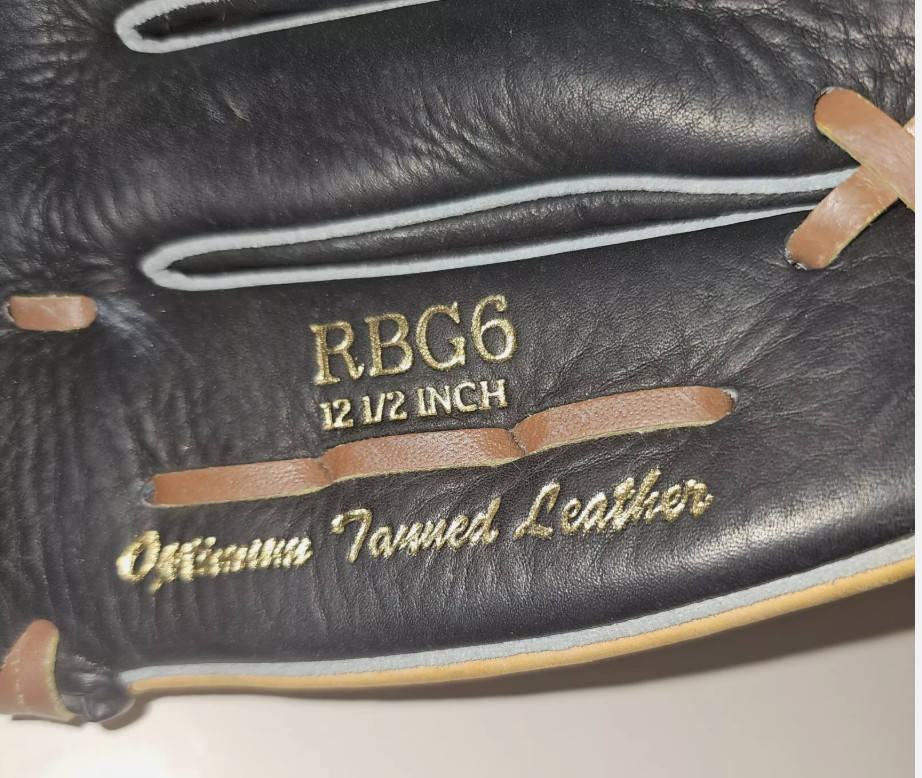 RBG6
12 1/2 INCH
Optimum Tanned Leather